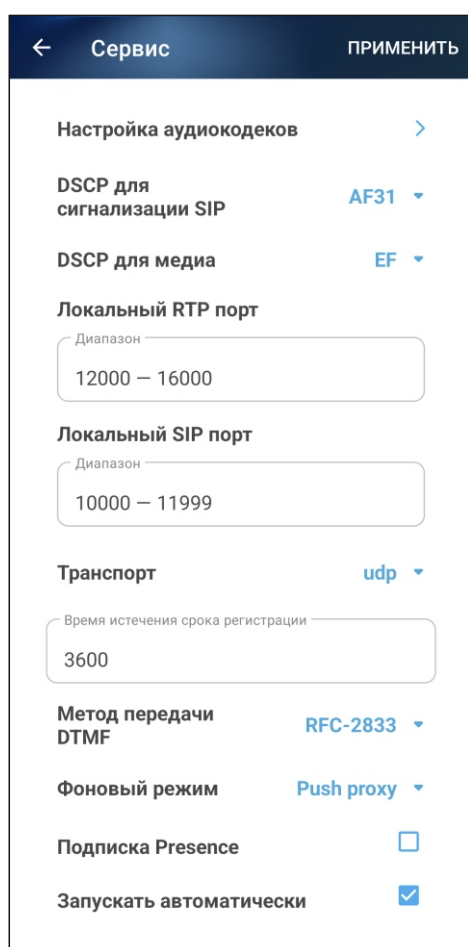 Сервис
ПРИМЕНИТЬ
Настройка аудиокодеков
DSCP для
сигнализации SIP
AF31
DSCP для медиа
EF
Локальный RTP порт
Диапазон
12000 — 16000
Локальный SIP порт
Диапазон
10000 — 11999
Транспорт
udp
Время истечения срока регистрации
3600
Метод передачи
DTMF
RFC-2833
Фоновый режим
Push proxy
Подписка Presence
Запускать автоматически